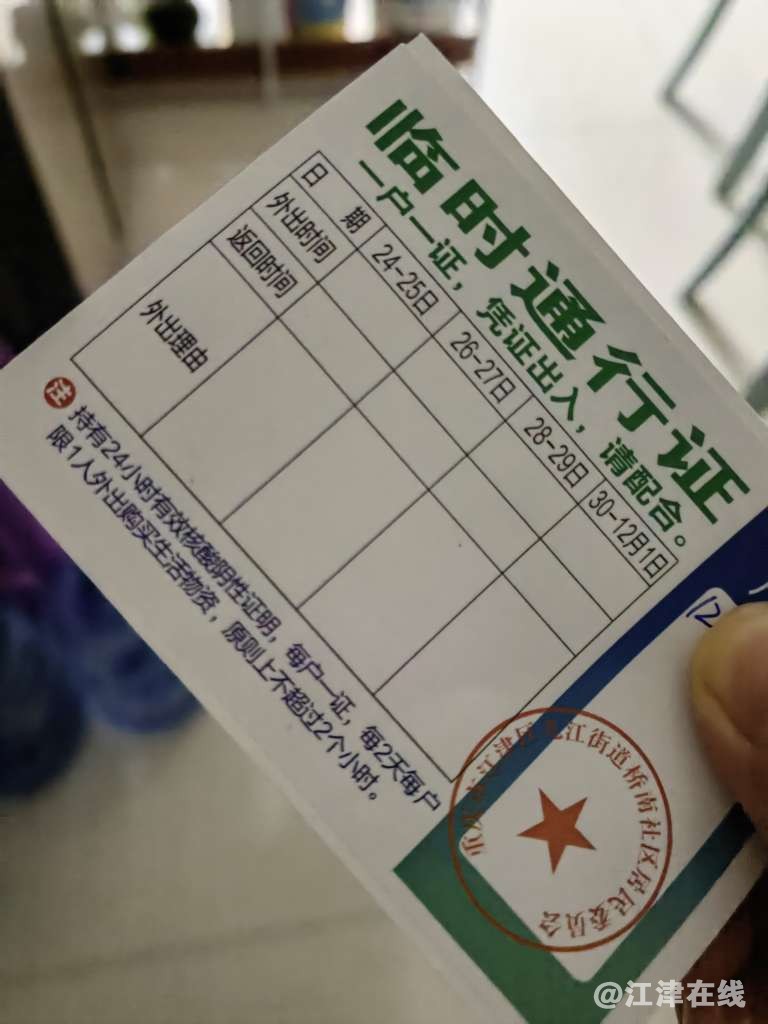 临时通行证
一户一证，凭证出入，请配合。
日 期 24-25日 26-27日 28-29日 30-12月1日
外出时间
返回时间
外出理由
注 持有24小时有效核酸阴性证明，每户一证，每2天每户
限1人外出购买生活物资，原则上不超过2个小时。
12
江津区 江街道桥南社区居民委员会
@江津在线